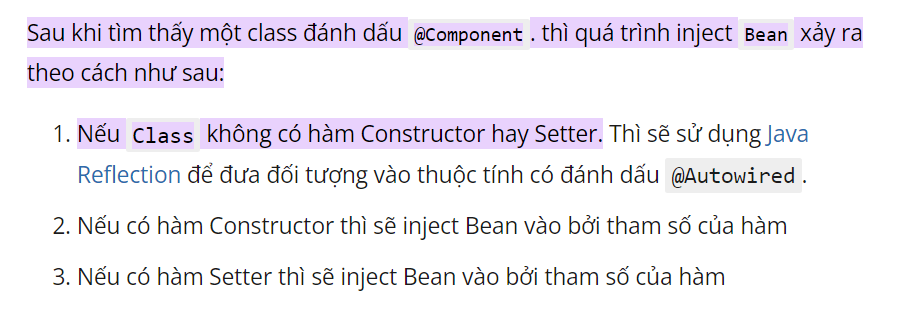 Sau khi tìm thấy một class đánh dấu @Component. thì quá trình inject Bean xảy ra
theo cách như sau:
1. Nếu Class không có hàm Constructor hay Setter. Thì sẽ sử dụng Java
Reflection để đưa đối tượng vào thuộc tính có đánh dấu @Autowired.
2. Nếu có hàm Constructor thì sẽ inject Bean vào bởi tham số của hàm
3. Nếu có hàm Setter thì sẽ inject Bean vào bởi tham số của hàm